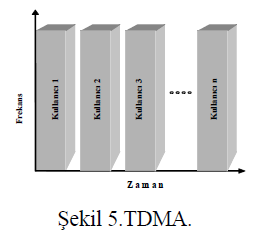 Frekans
Kullanıcı 1
Kullanıcı 2
Kullanıcı 3
Kullanıcı n
Zaman
Şekil 5.TDMA.